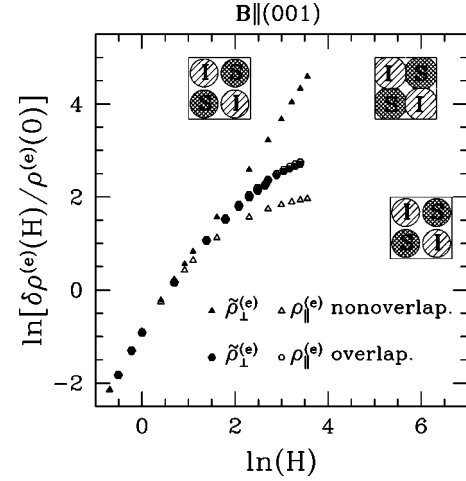 B∥(001)
I S
S I
I S
S I
I S
S I
ln[δρ^(e)(H)/ρ^(e)(0)]
4
2
0
−2
▲ ρ̃⊥^(e) △ ρ∥^(e) nonoverlap.
⬢ ρ̃⊥^(e) ○ ρ∥^(e) overlap.
0 2 4 6
ln(H)